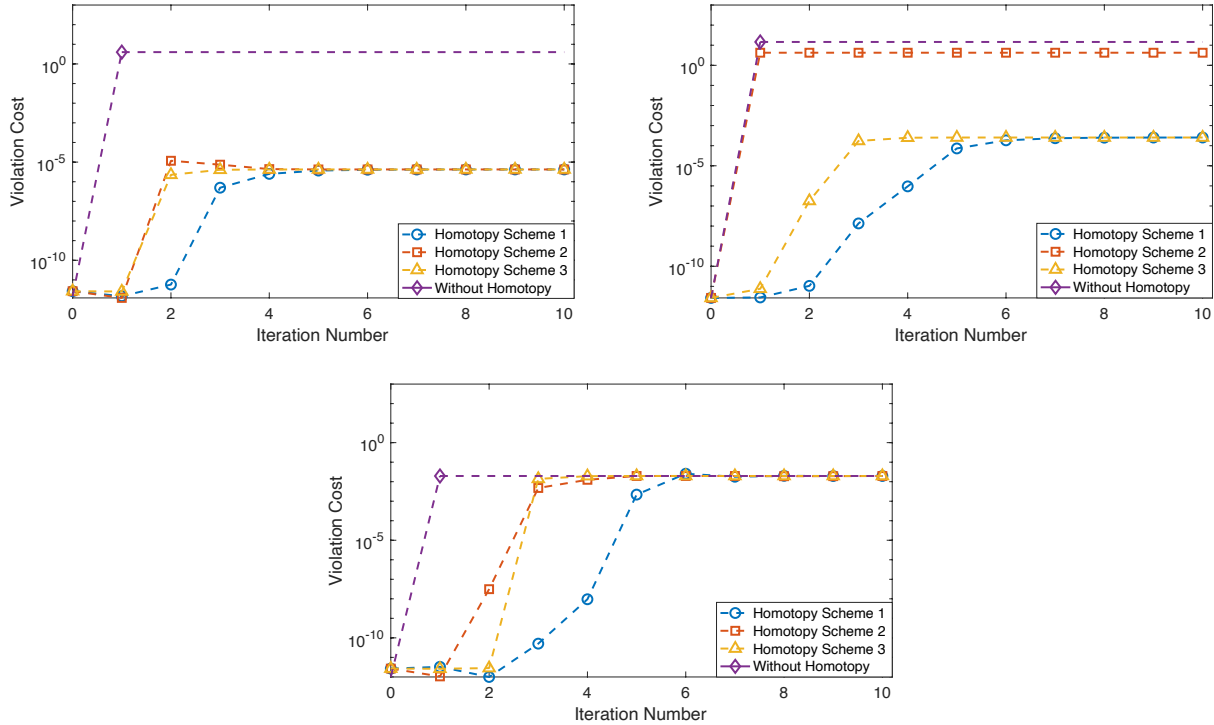 Violation Cost
10^0
10^-5
10^-10
0 2 4 6 8 10
Iteration Number
Homotopy Scheme 1
Homotopy Scheme 2
Homotopy Scheme 3
Without Homotopy
Violation Cost
10^0
10^-5
10^-10
0 2 4 6 8 10
Iteration Number
Homotopy Scheme 1
Homotopy Scheme 2
Homotopy Scheme 3
Without Homotopy
Violation Cost
10^0
10^-5
10^-10
0 2 4 6 8 10
Iteration Number
Homotopy Scheme 1
Homotopy Scheme 2
Homotopy Scheme 3
Without Homotopy